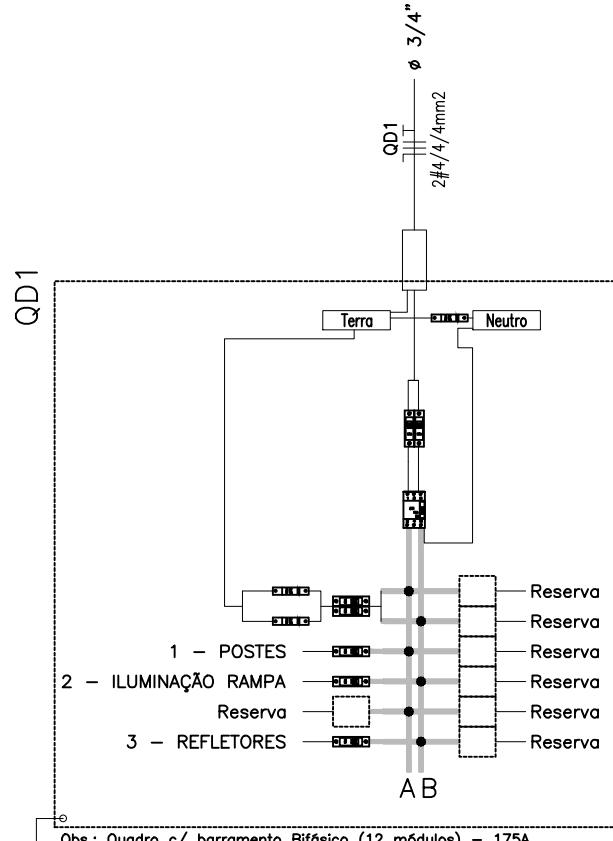 ø 3/4"
QD1
2#4/4/4mm2
QD1
Terra
Neutro
Reserva
Reserva
1 – POSTES
Reserva
2 – ILUMINAÇÃO RAMPA
Reserva
Reserva
Reserva
3 – REFLETORES
Reserva
A B
Obs.: Quadro c/ barramento Bifásico (12 módulos) – 175A